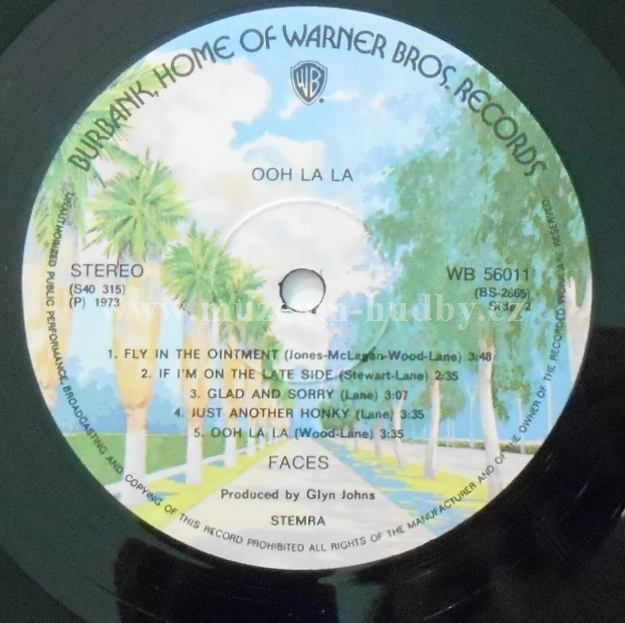 BURBANK, HOME OF WARNER BROS. RECORDS
WB
OOH LA LA
STEREO
(S40 315)
(P) 1973
WB 56011
(BS-2665)
Side 2
www.muzeum-hudby.cz
1. FLY IN THE OINTMENT (Jones-McLagan-Wood-Lane) 3:48
2. IF I'M ON THE LATE SIDE (Stewart-Lane) 2:35
3. GLAD AND SORRY (Lane) 3:07
4. JUST ANOTHER HONKY (Lane) 3:35
5. OOH LA LA (Wood-Lane) 3:35
FACES
Produced by Glyn Johns
STEMRA
UNAUTHORISED PUBLIC PERFORMANCE, BROADCASTING AND COPYING OF THIS RECORD PROHIBITED ALL RIGHTS OF THE MANUFACTURER AND OF THE OWNER OF THE RECORDED WORK ARE RESERVED